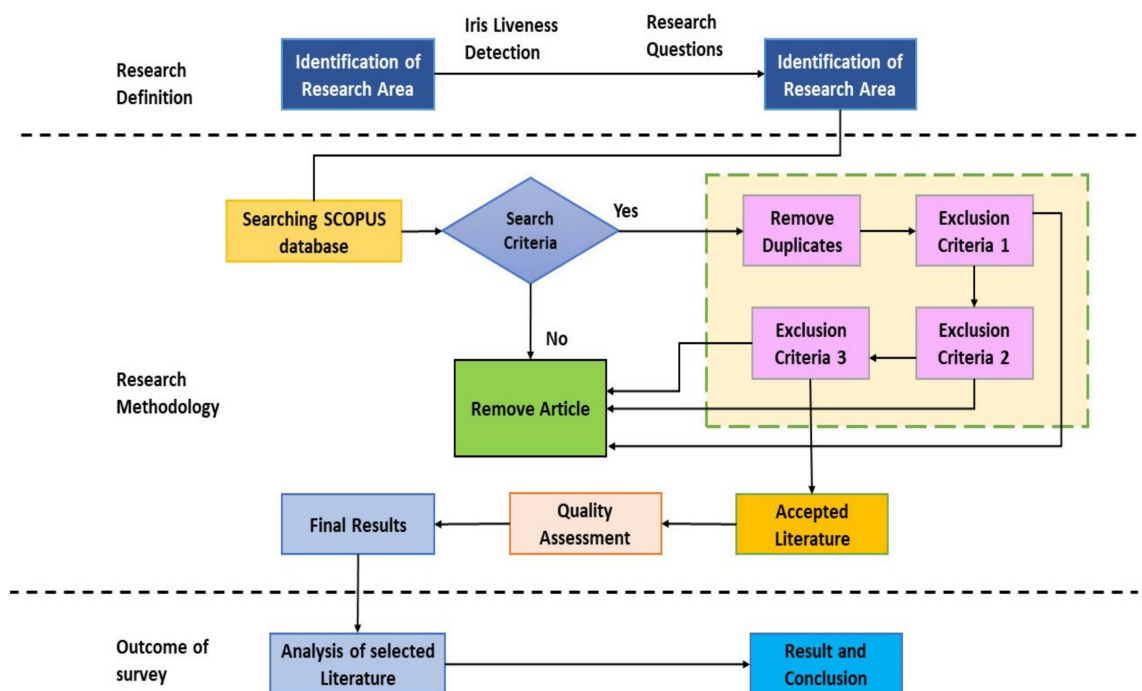 Research
Definition
Identification of
Research Area
Iris Liveness
Detection
Research
Questions
Identification of
Research Area
Research
Methodology
Searching SCOPUS
database
Search
Criteria
Yes
No
Remove
Duplicates
Exclusion
Criteria 1
Exclusion
Criteria 3
Exclusion
Criteria 2
Remove Article
Final Results
Quality
Assessment
Accepted
Literature
Outcome of
survey
Analysis of selected
Literature
Result and
Conclusion